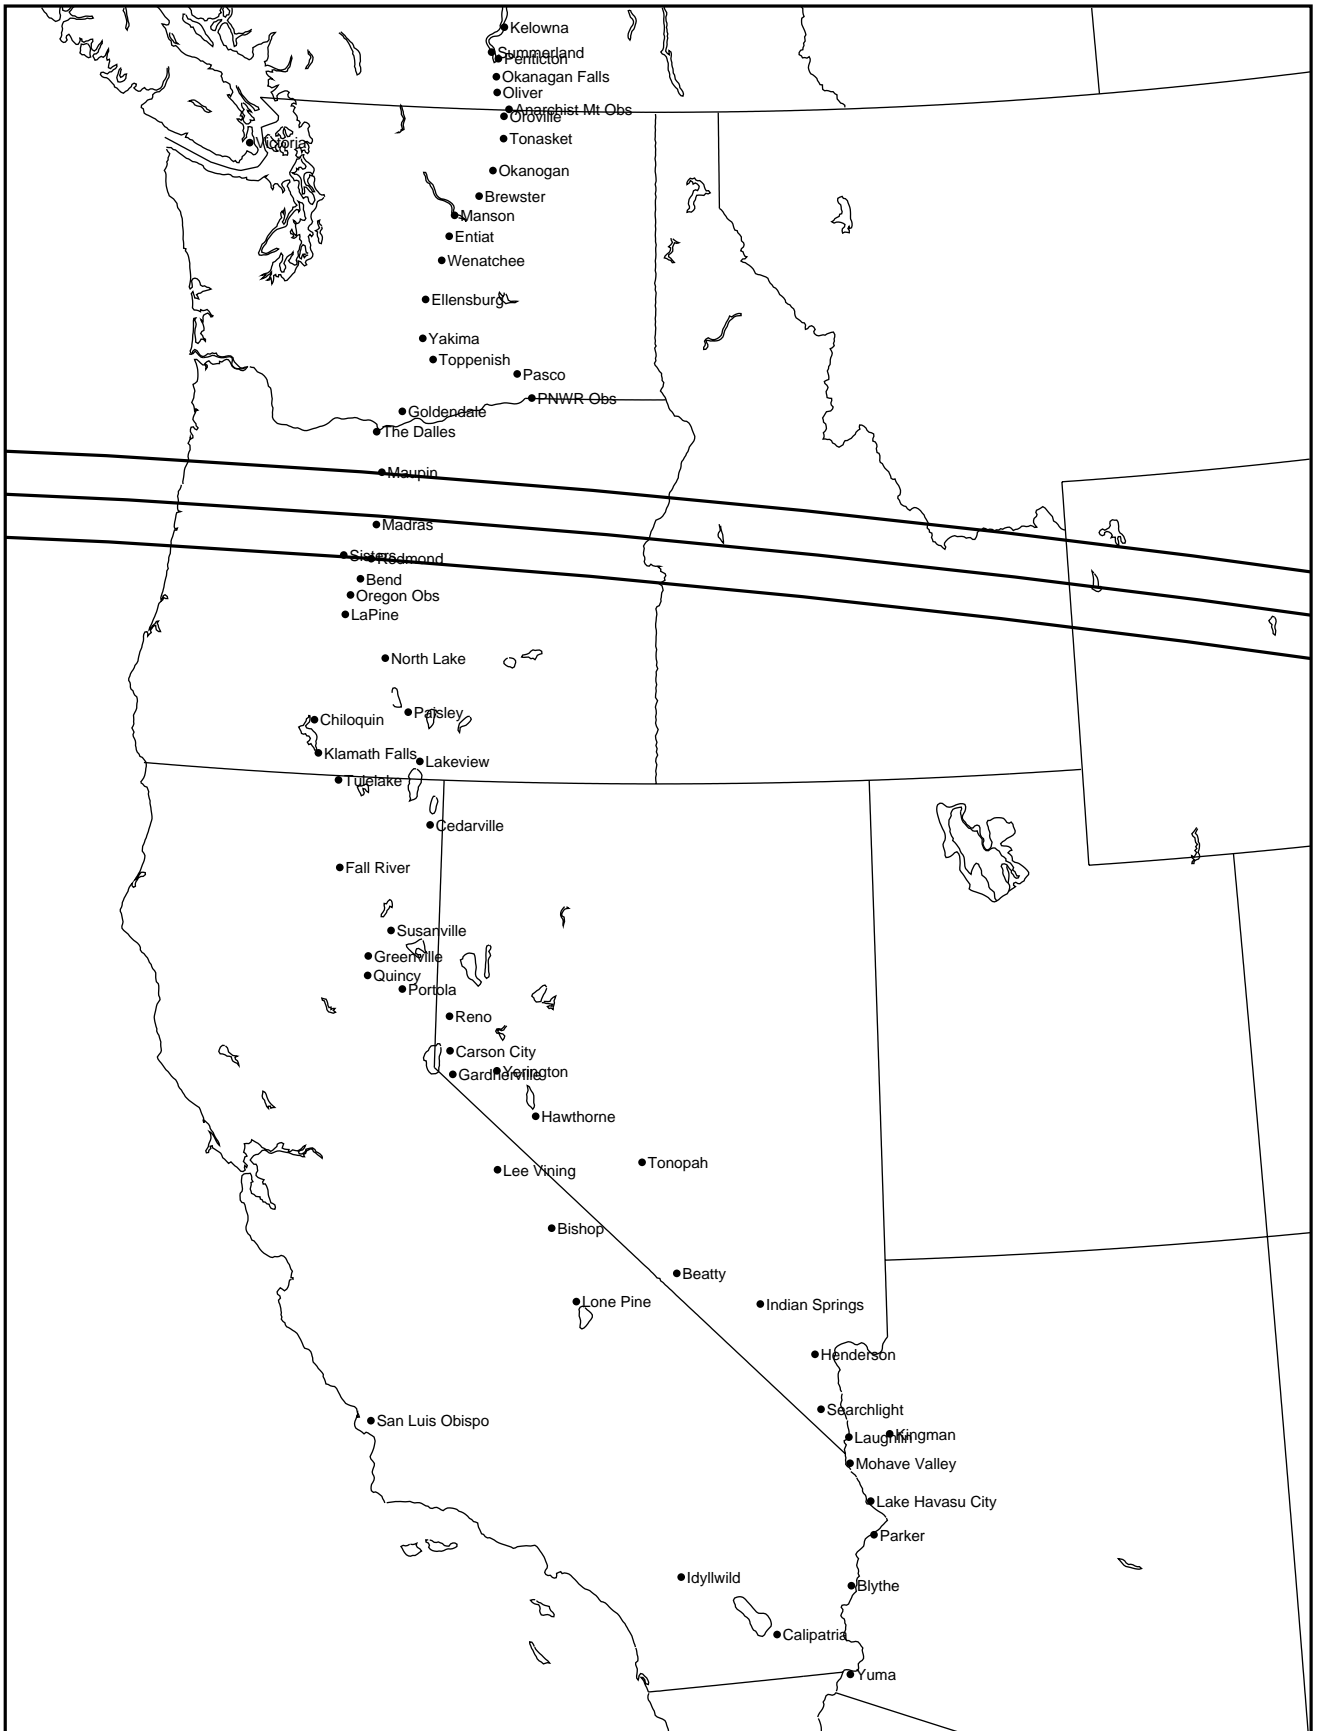 Kelowna
Summerland
Penticton
Okanagan Falls
Oliver
Anarchist Mt Obs
Oroville
Tonasket
Victoria
Okanogan
Brewster
Manson
Entiat
Wenatchee
Ellensburg
Yakima
Toppenish
Pasco
PNWR Obs
Goldendale
The Dalles
Maupin
Madras
Sisters
Redmond
Bend
Oregon Obs
LaPine
North Lake
Paisley
Chiloquin
Klamath Falls
Lakeview
Tulelake
Cedarville
Fall River
Susanville
Greenville
Quincy
Portola
Reno
Carson City
Yerington
Gardnerville
Hawthorne
Tonopah
Lee Vining
Bishop
Beatty
Lone Pine
Indian Springs
Henderson
Searchlight
San Luis Obispo
Kingman
Laughlin
Mohave Valley
Lake Havasu City
Parker
Idyllwild
Blythe
Calipatria
Yuma